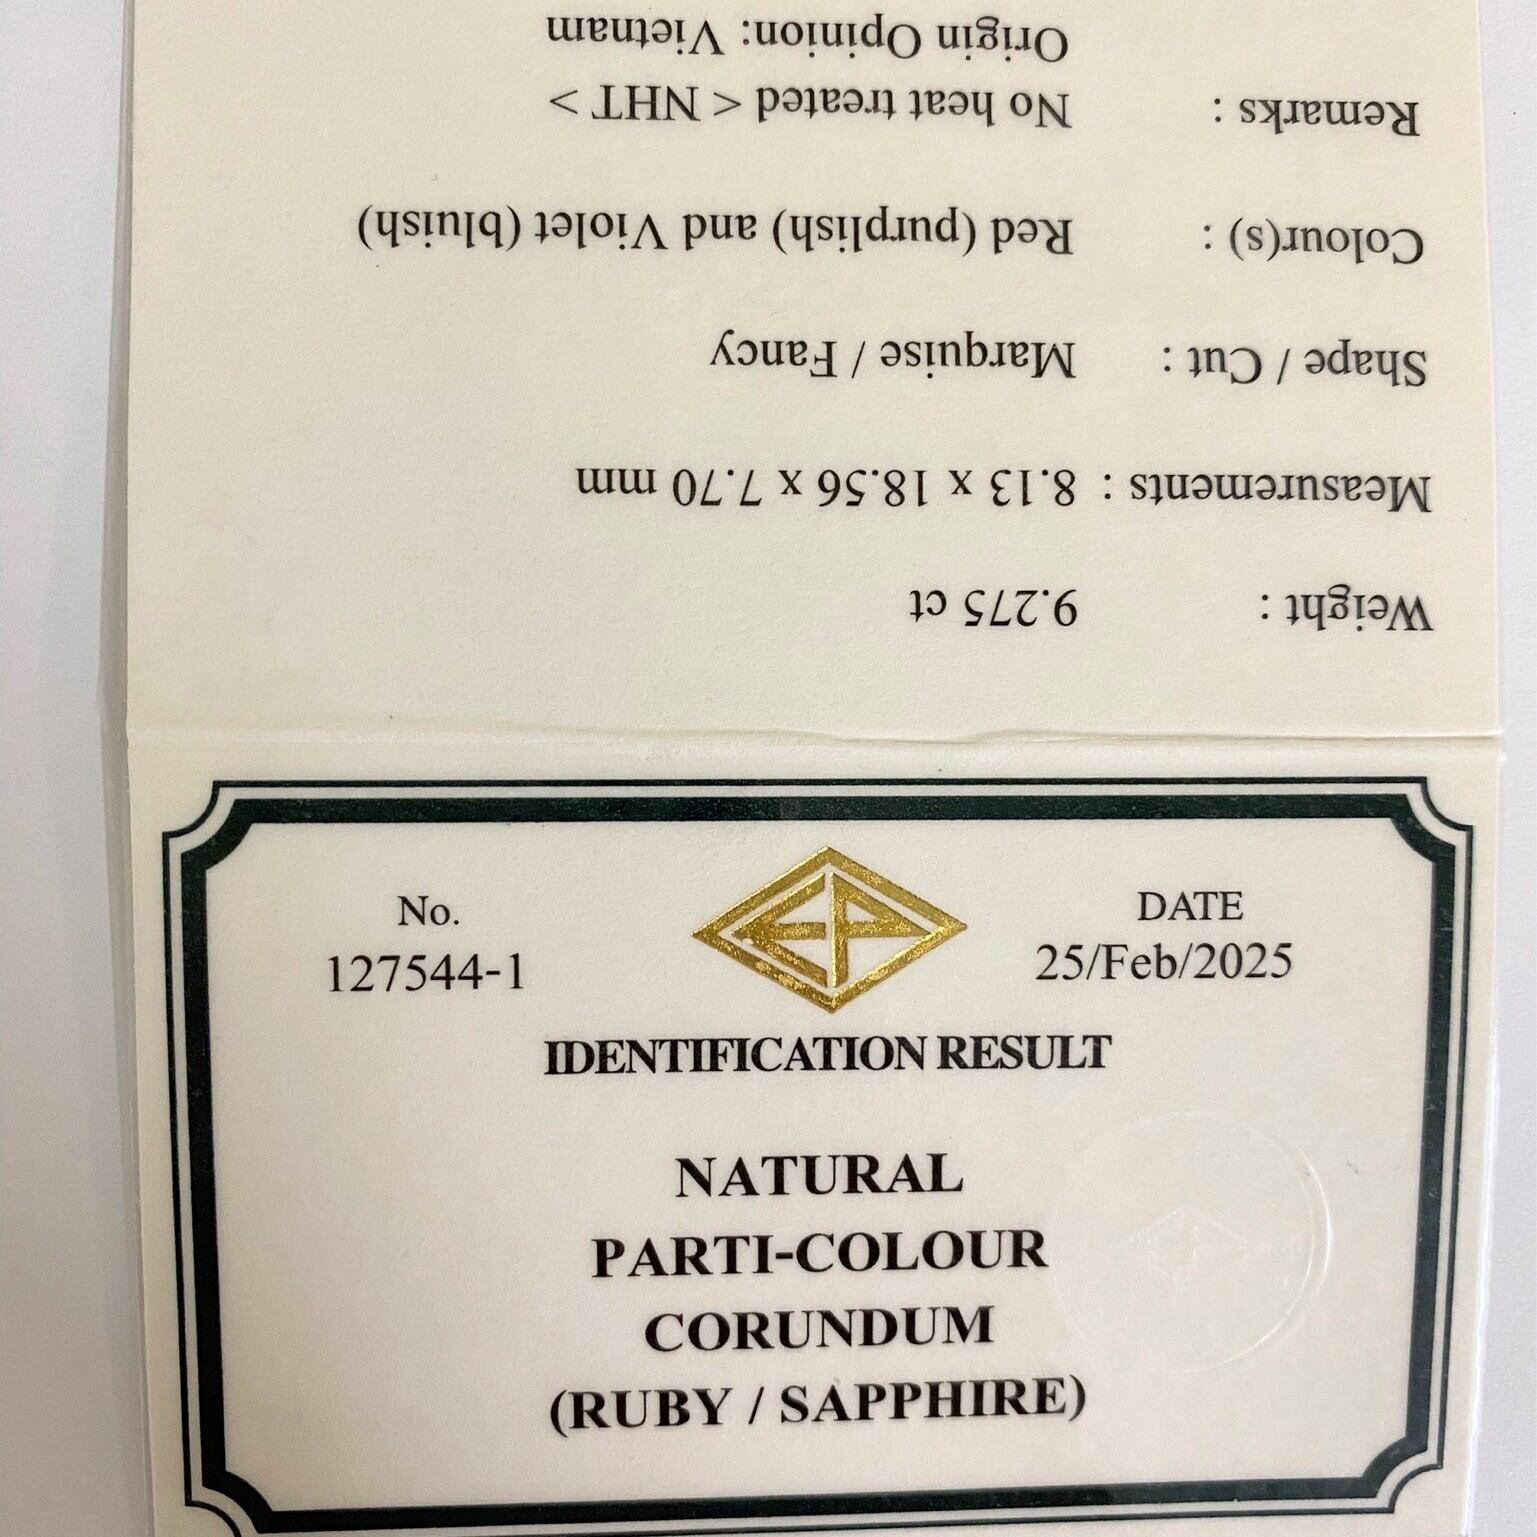 No.
127544-1
EP
DATE
25/Feb/2025
IDENTIFICATION RESULT
NATURAL
PARTI-COLOUR
CORUNDUM
(RUBY / SAPPHIRE)
Weight : 9.275 ct
Measurements : 8.13 x 18.56 x 7.70 mm
Shape / Cut : Marquise / Fancy
Colour(s) : Red (purplish) and Violet (bluish)
Remarks : No heat treated < NHT >
Origin Opinion: Vietnam